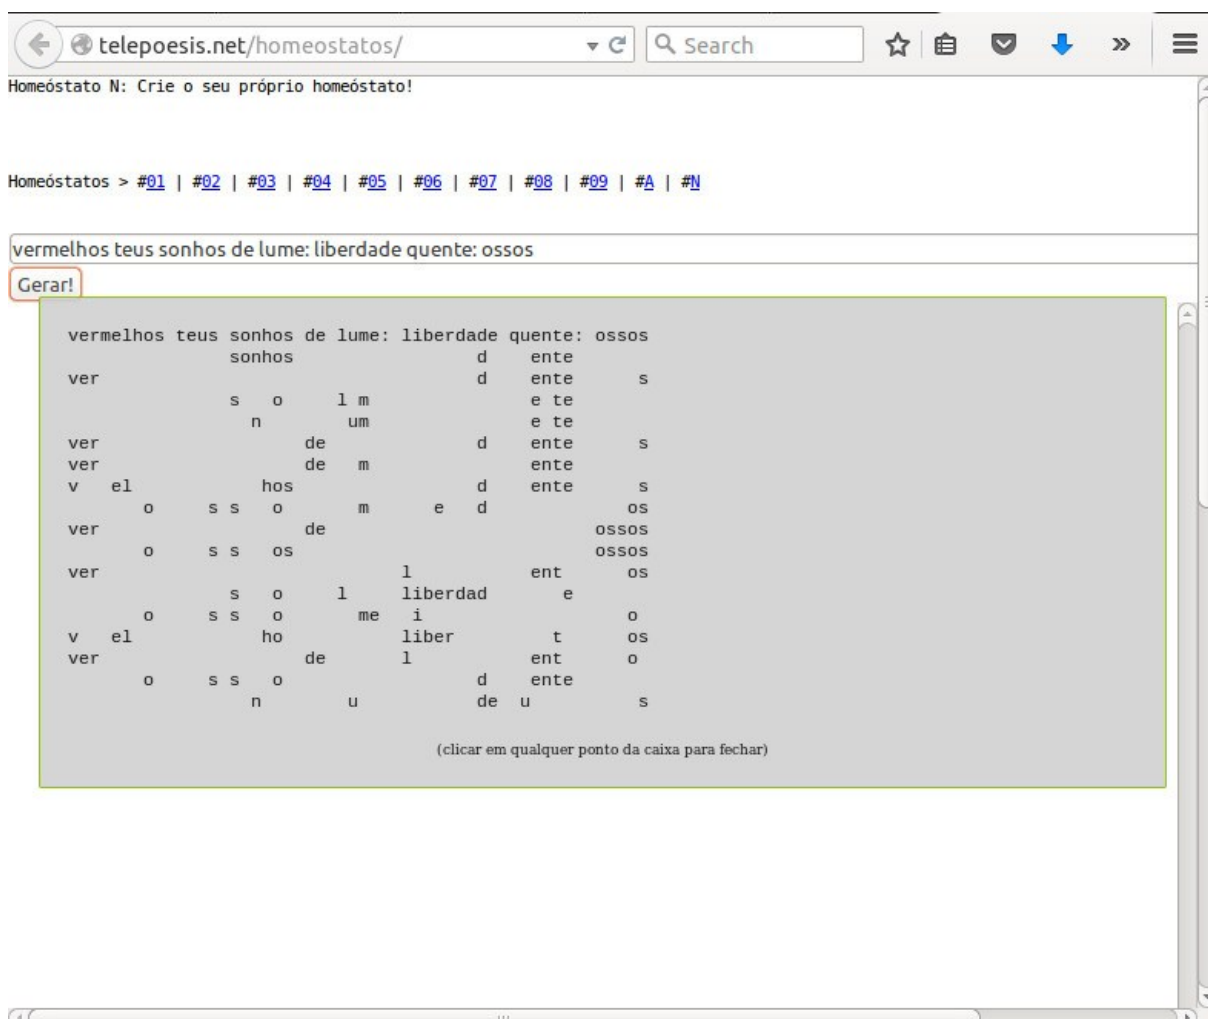 telepoesis.net/homeostatos/ Search
Homeóstato N: Crie o seu próprio homeóstato!
Homeóstatos > #01 | #02 | #03 | #04 | #05 | #06 | #07 | #08 | #09 | #A | #N
vermelhos teus sonhos de lume: liberdade quente: ossos
Gerar!
vermelhos teus sonhos de lume: liberdade quente: ossos
               sonhos                 d    ente
ver                                   d    ente      s
               s   o     l m               e te
                 n        um               e te
ver                   de              d    ente      s
ver                   de   m               ente
v   el            hos                 d    ente      s
       o     s s   o       m      e   d             os
ver                   de                         ossos
       o     s s   os                            ossos
ver                            l           ent      os
               s   o     l     liberdad       e
       o     s s   o       me   i                   o
v   el            ho           liber         t      os
ver                   de       l           ent      o
       o     s s   o                  d    ente
                 n        u           de  u          s
(clicar em qualquer ponto da caixa para fechar)